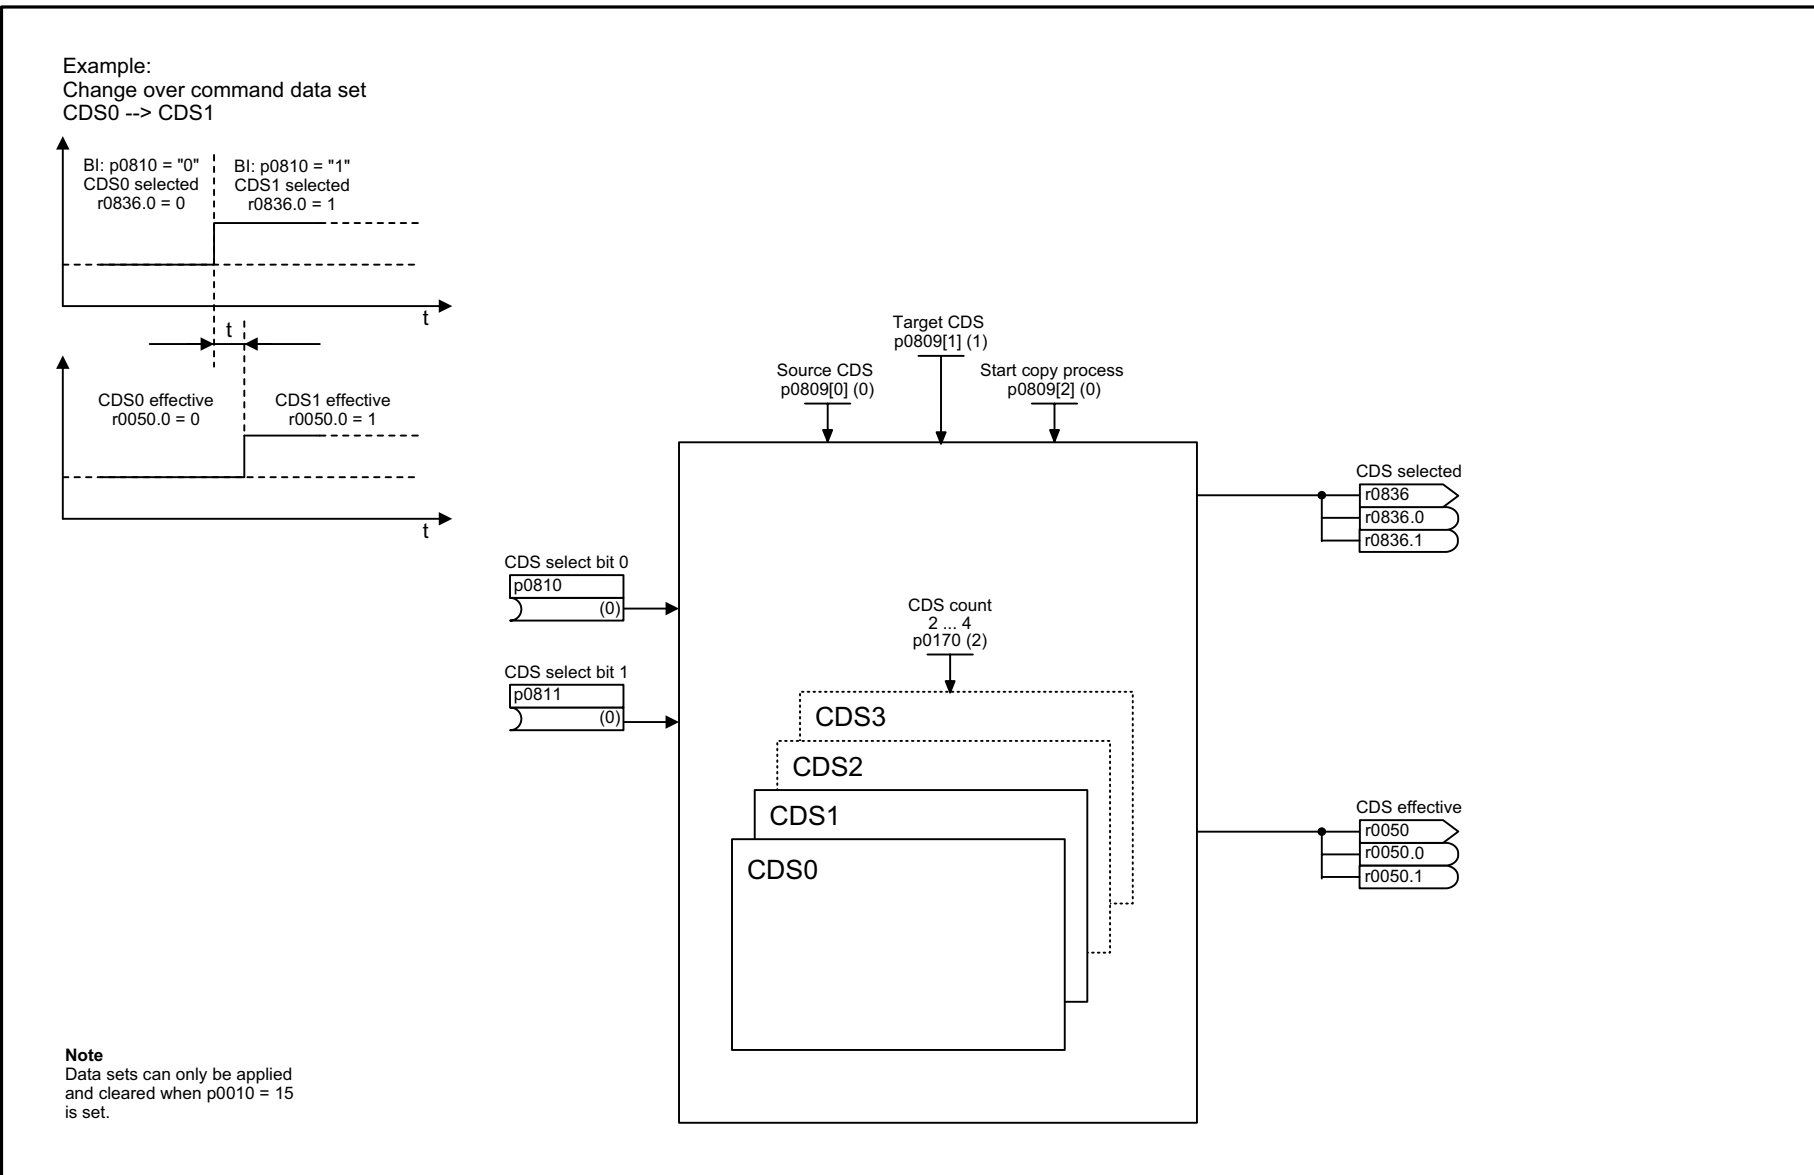 Example:
Change over command data set
CDS0 --> CDS1
BI: p0810 = "0"
CDS0 selected
r0836.0 = 0
BI: p0810 = "1"
CDS1 selected
r0836.0 = 1
t
t
CDS0 effective
r0050.0 = 0
CDS1 effective
r0050.0 = 1
t
Target CDS
p0809[1] (1)
Source CDS
p0809[0] (0)
Start copy process
p0809[2] (0)
CDS selected
r0836
r0836.0
r0836.1
CDS select bit 0
p0810
(0)
CDS select bit 1
p0811
(0)
CDS count
2 ... 4
p0170 (2)
CDS3
CDS2
CDS1
CDS0
CDS effective
r0050
r0050.0
r0050.1
Note
Data sets can only be applied
and cleared when p0010 = 15
is set.